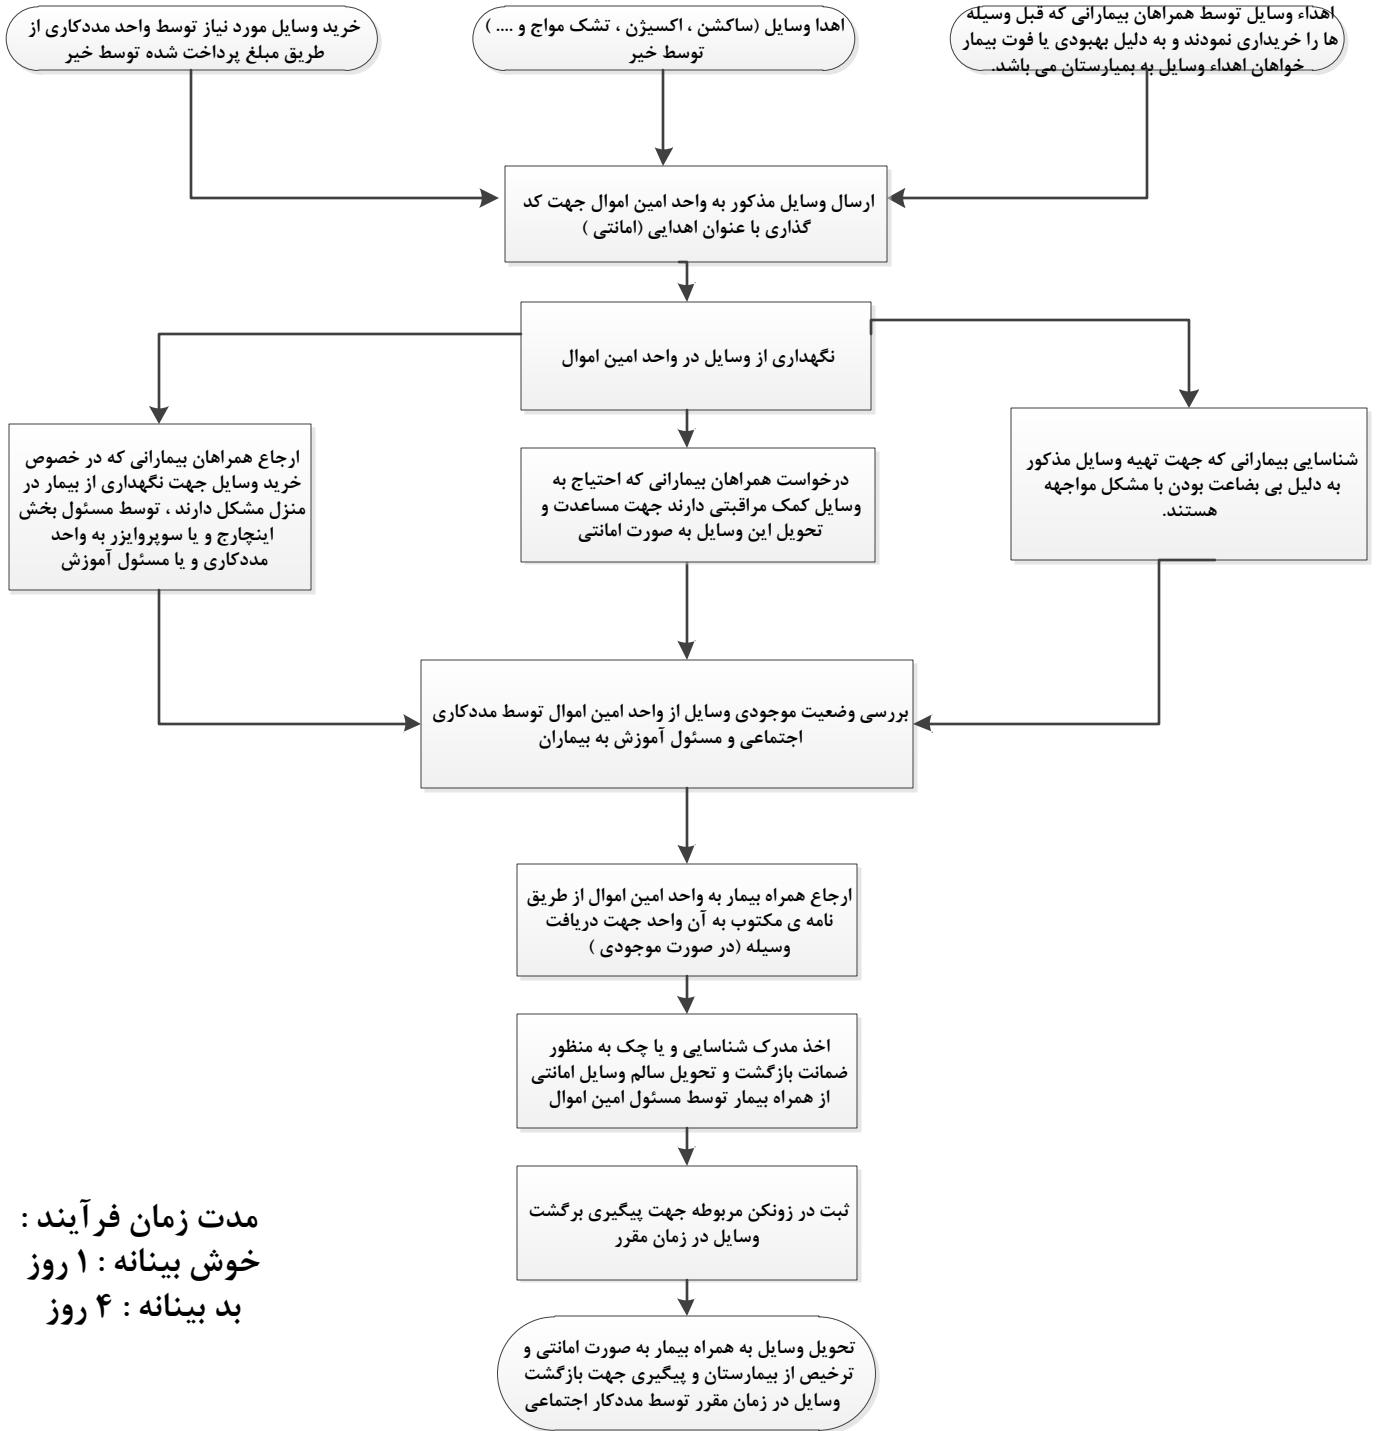 اهداء وسایل توسط همراهان بیمارانی که قبل وسیله
ها را خریداری نمودند و به دلیل بهبودی یا فوت بیمار
خواهان اهداء وسایل به بمیارستان می باشد.
اهدا وسایل (ساکشن ، اکسیژن ، تشک مواج و .... )
توسط خیر
خرید وسایل مورد نیاز توسط واحد مددکاری از
طریق مبلغ پرداخت شده توسط خیر
ارسال وسایل مذکور به واحد امین اموال جهت کد
گذاری با عنوان اهدایی (امانتی )
نگهداری از وسایل در واحد امین اموال
شناسایی بیمارانی که جهت تهیه وسایل مذکور
به دلیل بی بضاعت بودن با مشکل مواجهه
هستند.
درخواست همراهان بیمارانی که احتیاج به
وسایل کمک مراقبتی دارند جهت مساعدت و
تحویل این وسایل به صورت امانتی
ارجاع همراهان بیمارانی که در خصوص
خرید وسایل جهت نگهداری از بیمار در
منزل مشکل دارند ، توسط مسئول بخش
اینچارج و یا سوپروایزر به واحد
مددکاری و یا مسئول آموزش
بررسی وضعیت موجودی وسایل از واحد امین اموال توسط مددکاری
اجتماعی و مسئول آموزش به بیماران
ارجاع همراه بیمار به واحد امین اموال از طریق
نامه ی مکتوب به آن واحد جهت دریافت
وسیله (در صورت موجودی )
اخذ مدرک شناسایی و یا چک به منظور
ضمانت بازگشت و تحویل سالم وسایل امانتی
از همراه بیمار توسط مسئول امین اموال
ثبت در زونکن مربوطه جهت پیگیری برگشت
وسایل در زمان مقرر
تحویل وسایل به همراه بیمار به صورت امانتی و
ترخیص از بیمارستان و پیگیری جهت بازگشت
وسایل در زمان مقرر توسط مددکار اجتماعی
مدت زمان فرآیند :
خوش بینانه : ۱ روز
بد بینانه : ۴ روز